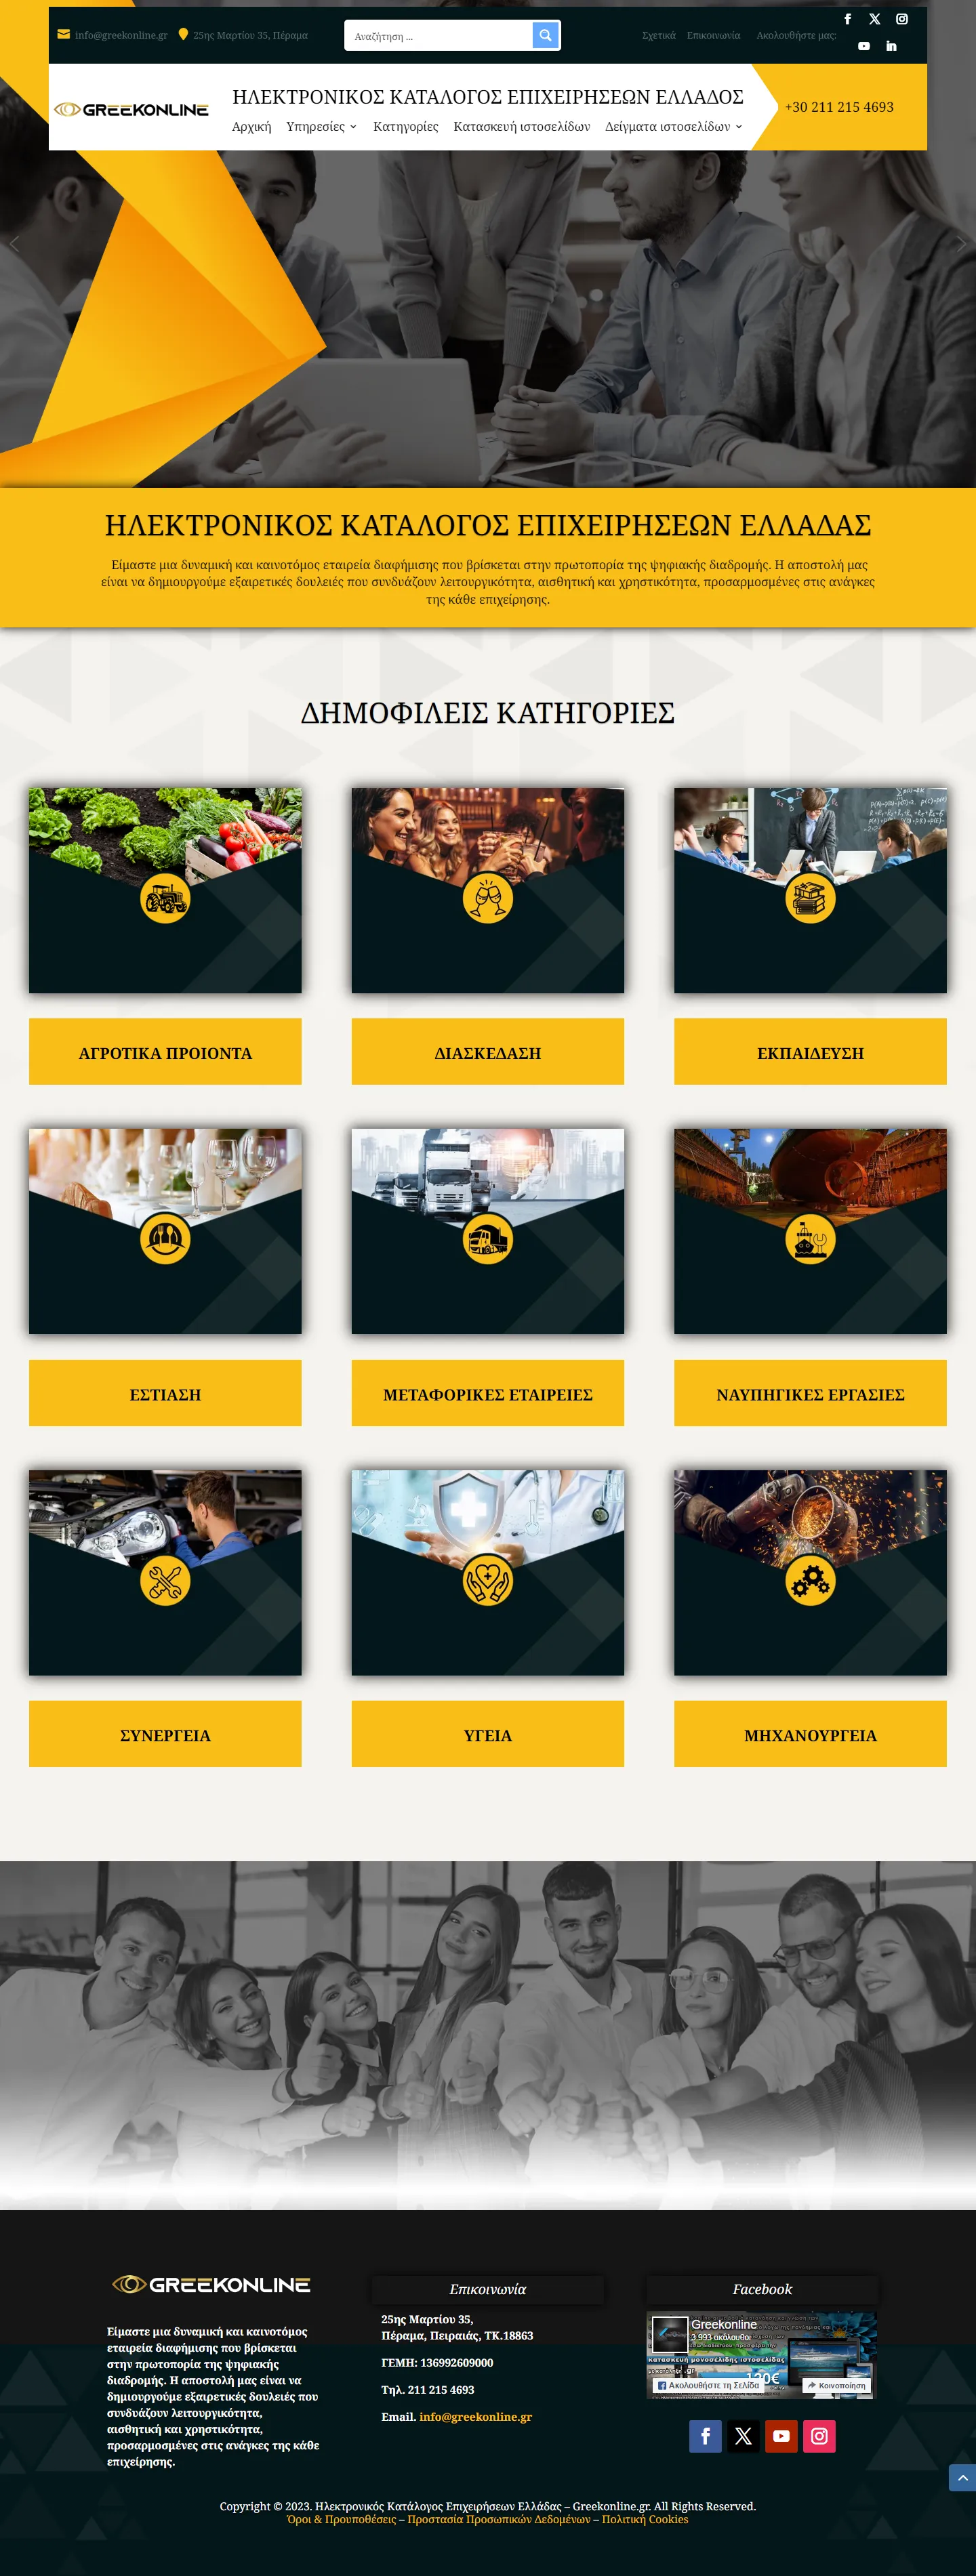 info@greekonline.gr
25ης Μαρτίου 35, Πέραμα
Αναζήτηση ...
Σχετικά
Επικοινωνία
Ακολουθήστε μας:
GREEKONLINE
ΗΛΕΚΤΡΟΝΙΚΟΣ ΚΑΤΑΛΟΓΟΣ ΕΠΙΧΕΙΡΗΣΕΩΝ ΕΛΛΑΔΟΣ
+30 211 215 4693
Αρχική
Υπηρεσίες
Κατηγορίες
Κατασκευή ιστοσελίδων
Δείγματα ιστοσελίδων
ΗΛΕΚΤΡΟΝΙΚΟΣ ΚΑΤΑΛΟΓΟΣ ΕΠΙΧΕΙΡΗΣΕΩΝ ΕΛΛΑΔΑΣ
Είμαστε μια δυναμική και καινοτόμος εταιρεία διαφήμισης που βρίσκεται στην πρωτοπορία της ψηφιακής διαδρομής. Η αποστολή μας
είναι να δημιουργούμε εξαιρετικές δουλειές που συνδυάζουν λειτουργικότητα, αισθητική και χρηστικότητα, προσαρμοσμένες στις ανάγκες
της κάθε επιχείρησης.
ΔΗΜΟΦΙΛΕΙΣ ΚΑΤΗΓΟΡΙΕΣ
ΑΓΡΟΤΙΚΑ ΠΡΟΙΟΝΤΑ
ΔΙΑΣΚΕΔΑΣΗ
ΕΚΠΑΙΔΕΥΣΗ
ΕΣΤΙΑΣΗ
ΜΕΤΑΦΟΡΙΚΕΣ ΕΤΑΙΡΕΙΕΣ
ΝΑΥΠΗΓΙΚΕΣ ΕΡΓΑΣΙΕΣ
ΣΥΝΕΡΓΕΙΑ
ΥΓΕΙΑ
ΜΗΧΑΝΟΥΡΓΕΙΑ
GREEKONLINE
Είμαστε μια δυναμική και καινοτόμος
εταιρεία διαφήμισης που βρίσκεται
στην πρωτοπορία της ψηφιακής
διαδρομής. Η αποστολή μας είναι να
δημιουργούμε εξαιρετικές δουλειές που
συνδυάζουν λειτουργικότητα,
αισθητική και χρηστικότητα,
προσαρμοσμένες στις ανάγκες της κάθε
επιχείρησης.
Επικοινωνία
25ης Μαρτίου 35,
Πέραμα, Πειραιάς, ΤΚ.18863
ΓΕΜΗ: 136992609000
Τηλ. 211 215 4693
Email. info@greekonline.gr
Facebook
Greekonline
3.993 ακόλουθοι
κατασκευή μονοσέλιδης ιστοσελίδας
Ακολουθήστε τη Σελίδα
Κοινοποίηση
Copyright © 2023. Ηλεκτρονικός Κατάλογος Επιχειρήσεων Ελλάδας – Greekonline.gr. All Rights Reserved.
Όροι & Προυποθέσεις – Προστασία Προσωπικών Δεδομένων – Πολιτική Cookies